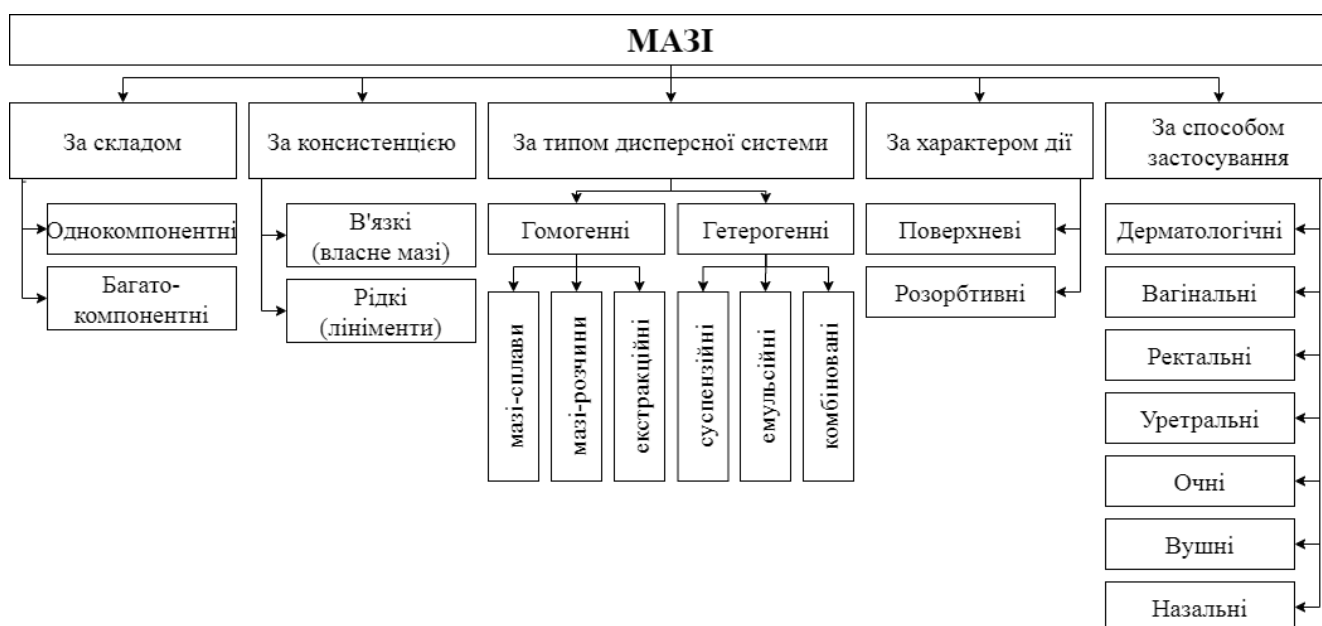 МАЗІ
За складом
За консистенцією
За типом дисперсної системи
За характером дії
За способом
застосування
Однокомпонентні
Багато-
компонентні
В'язкі
(власне мазі)
Рідкі
(лініменти)
Гомогенні
Гетерогенні
мазі-сплави
мазі-розчини
екстракційні
суспензійні
емульсійні
комбіновані
Поверхневі
Розорбтивні
Дерматологічні
Вагінальні
Ректальні
Уретральні
Очні
Вушні
Назальні